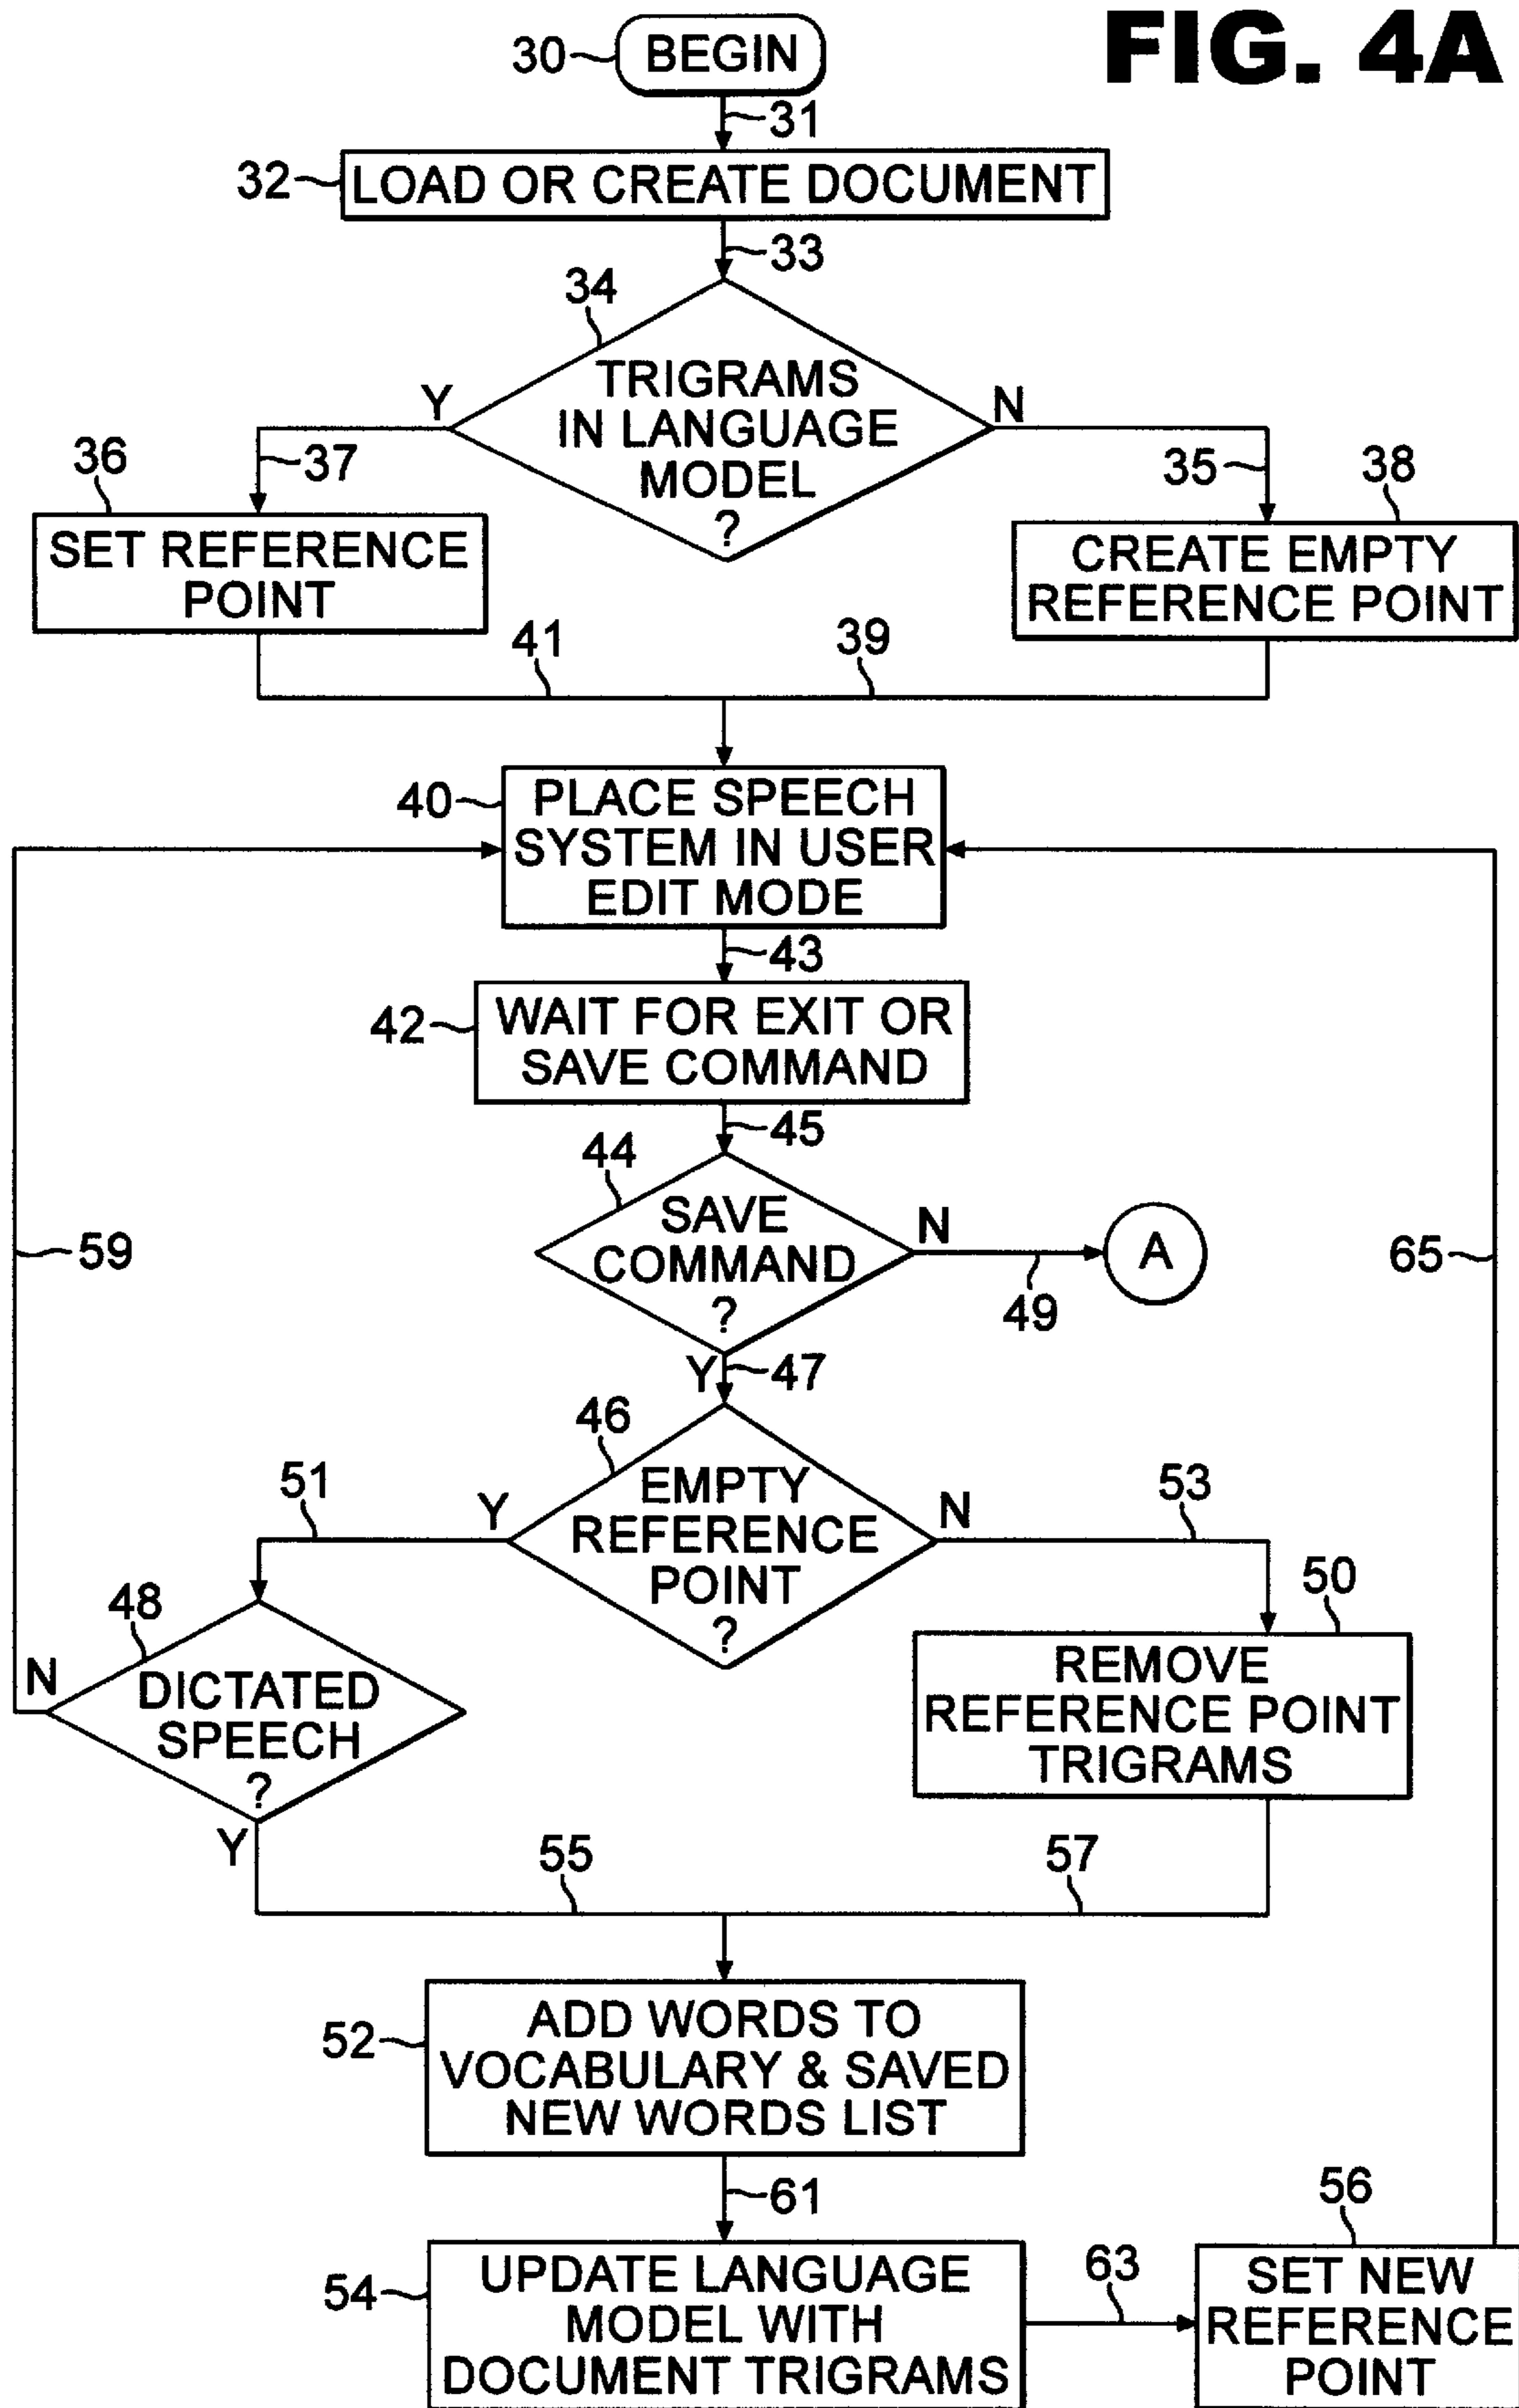 FIG. 4A
30 BEGIN
31
32 LOAD OR CREATE DOCUMENT
33
34
TRIGRAMS
IN LANGUAGE
MODEL
?
Y
N
37
35
36
SET REFERENCE
POINT
38
CREATE EMPTY
REFERENCE POINT
41
39
40
PLACE SPEECH
SYSTEM IN USER
EDIT MODE
43
42
WAIT FOR EXIT OR
SAVE COMMAND
45
44
SAVE
COMMAND
?
N
49
A
59
65
Y
47
46
EMPTY
REFERENCE
POINT
?
51
Y
N
53
48
DICTATED
SPEECH
?
N
Y
50
REMOVE
REFERENCE POINT
TRIGRAMS
55
57
52
ADD WORDS TO
VOCABULARY & SAVED
NEW WORDS LIST
61
54
UPDATE LANGUAGE
MODEL WITH
DOCUMENT TRIGRAMS
63
56
SET NEW
REFERENCE
POINT